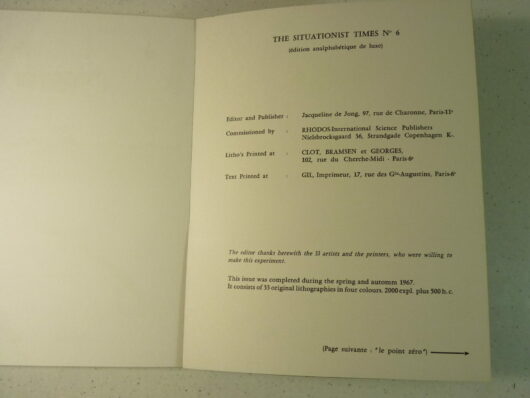 THE SITUATIONIST TIMES N° 6
(édition analphabétique de luxe)
Editor and Publisher : Jacqueline de Jong, 97, rue de Charonne, Paris-11e
Commissioned by : RHODOS-International Science Publishers
Nielsbrocksgaard 56, Strandgade Copenhagen K.
Litho's Printed at : CLOT, BRAMSEN et GEORGES,
102, rue du Cherche-Midi - Paris-6e
Text Printed at : GIL, Imprimeur, 17, rue des Gds-Augustins, Paris-6e
The editor thanks herewith the 33 artists and the printers, who were willing to
make this experiment.
This issue was completed during the spring and automn 1967.
It consists of 33 original lithographies in four colours. 2000 expl. plus 500 h. c.
(Page suivante : "le point zéro")